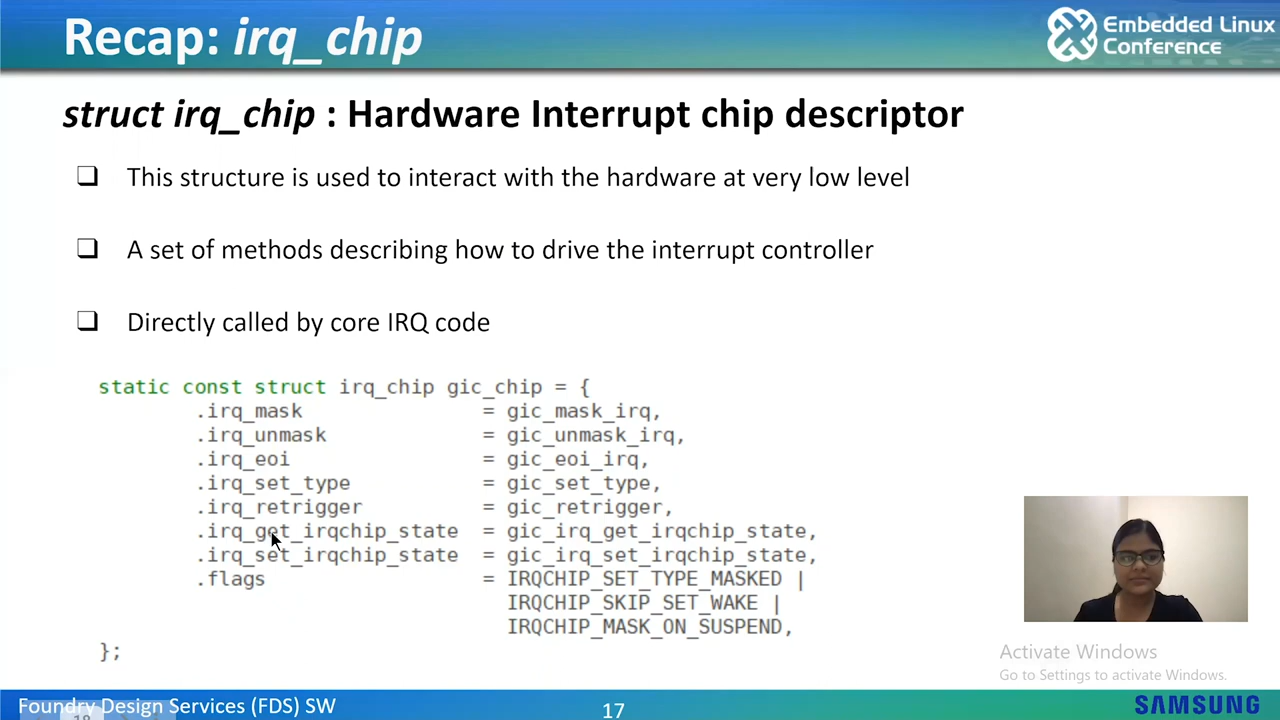 Recap: irq_chip
Embedded Linux
Conference
struct irq_chip : Hardware Interrupt chip descriptor
❑ This structure is used to interact with the hardware at very low level
❑ A set of methods describing how to drive the interrupt controller
❑ Directly called by core IRQ code
static const struct irq_chip gic_chip = {
        .irq_mask               = gic_mask_irq,
        .irq_unmask             = gic_unmask_irq,
        .irq_eoi                = gic_eoi_irq,
        .irq_set_type           = gic_set_type,
        .irq_retrigger          = gic_retrigger,
        .irq_get_irqchip_state  = gic_irq_get_irqchip_state,
        .irq_set_irqchip_state  = gic_irq_set_irqchip_state,
        .flags                  = IRQCHIP_SET_TYPE_MASKED |
                                  IRQCHIP_SKIP_SET_WAKE |
                                  IRQCHIP_MASK_ON_SUSPEND,
};
Activate Windows
Go to Settings to activate Windows.
Foundry Design Services (FDS) SW
18
17
SAMSUNG